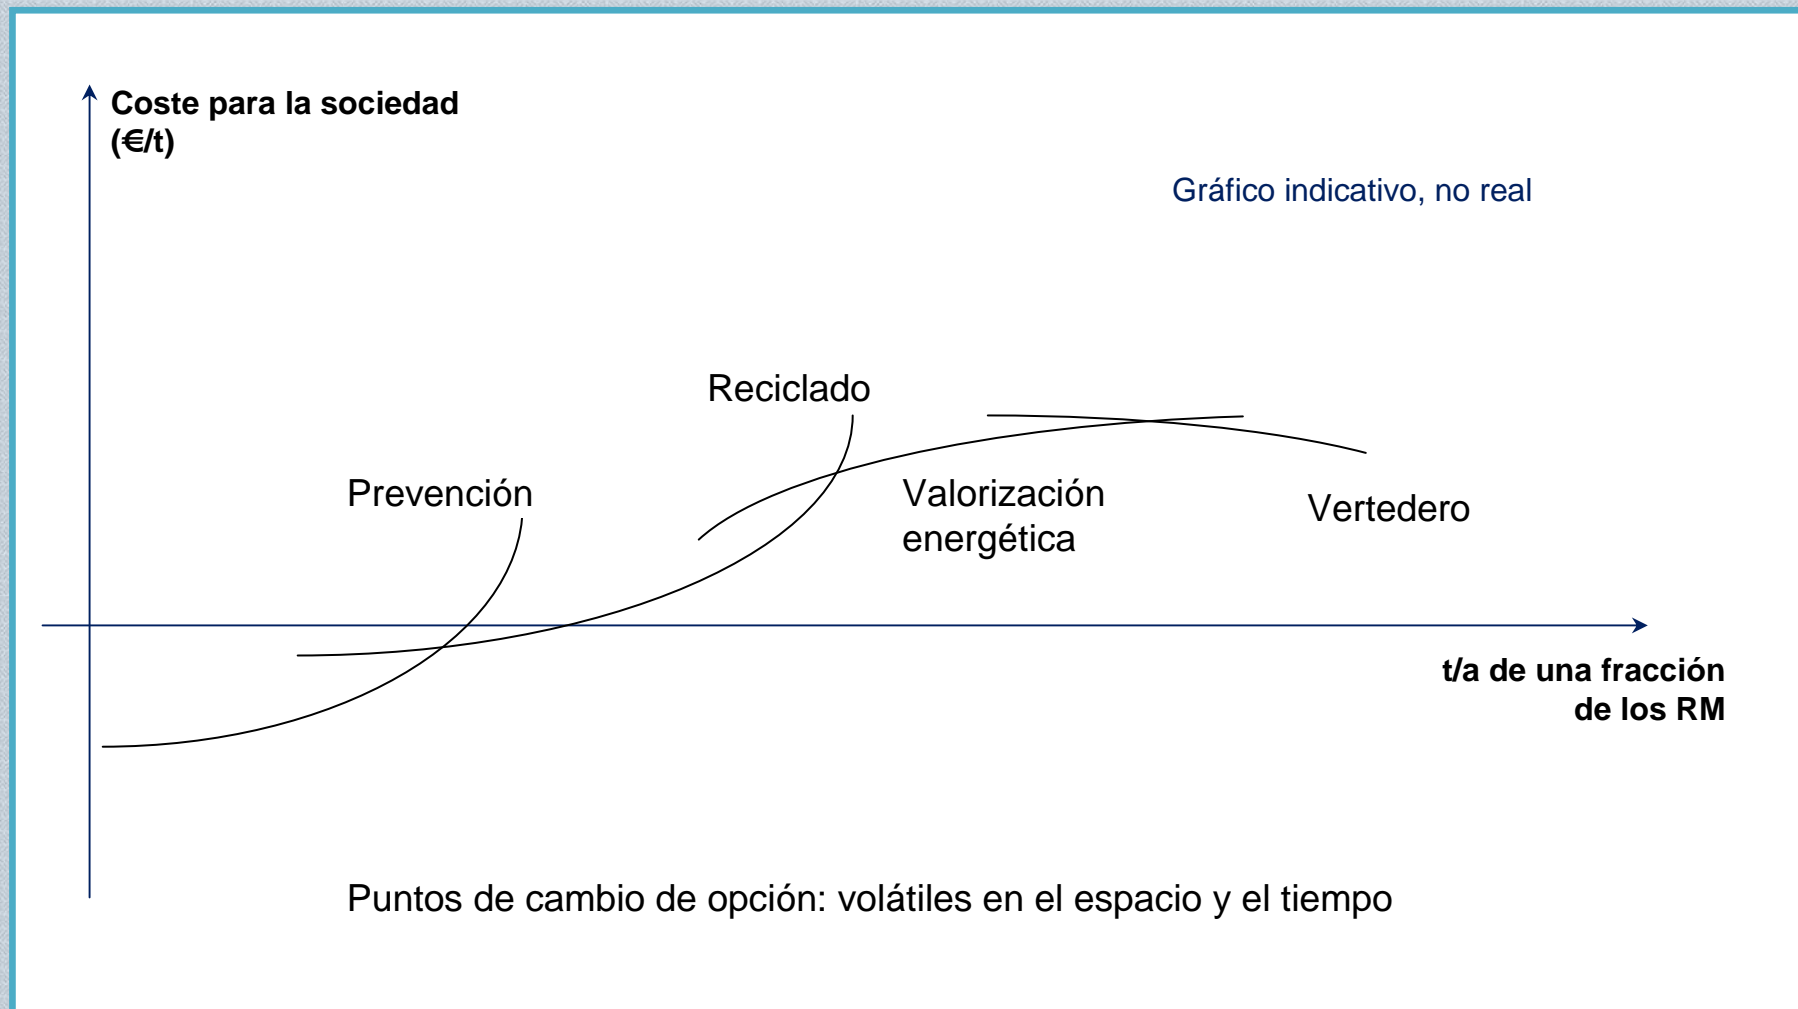 Coste para la sociedad
(€/t)
Gráfico indicativo, no real
Reciclado
Prevención
Valorización
energética
Vertedero
t/a de una fracción
de los RM
Puntos de cambio de opción: volátiles en el espacio y el tiempo